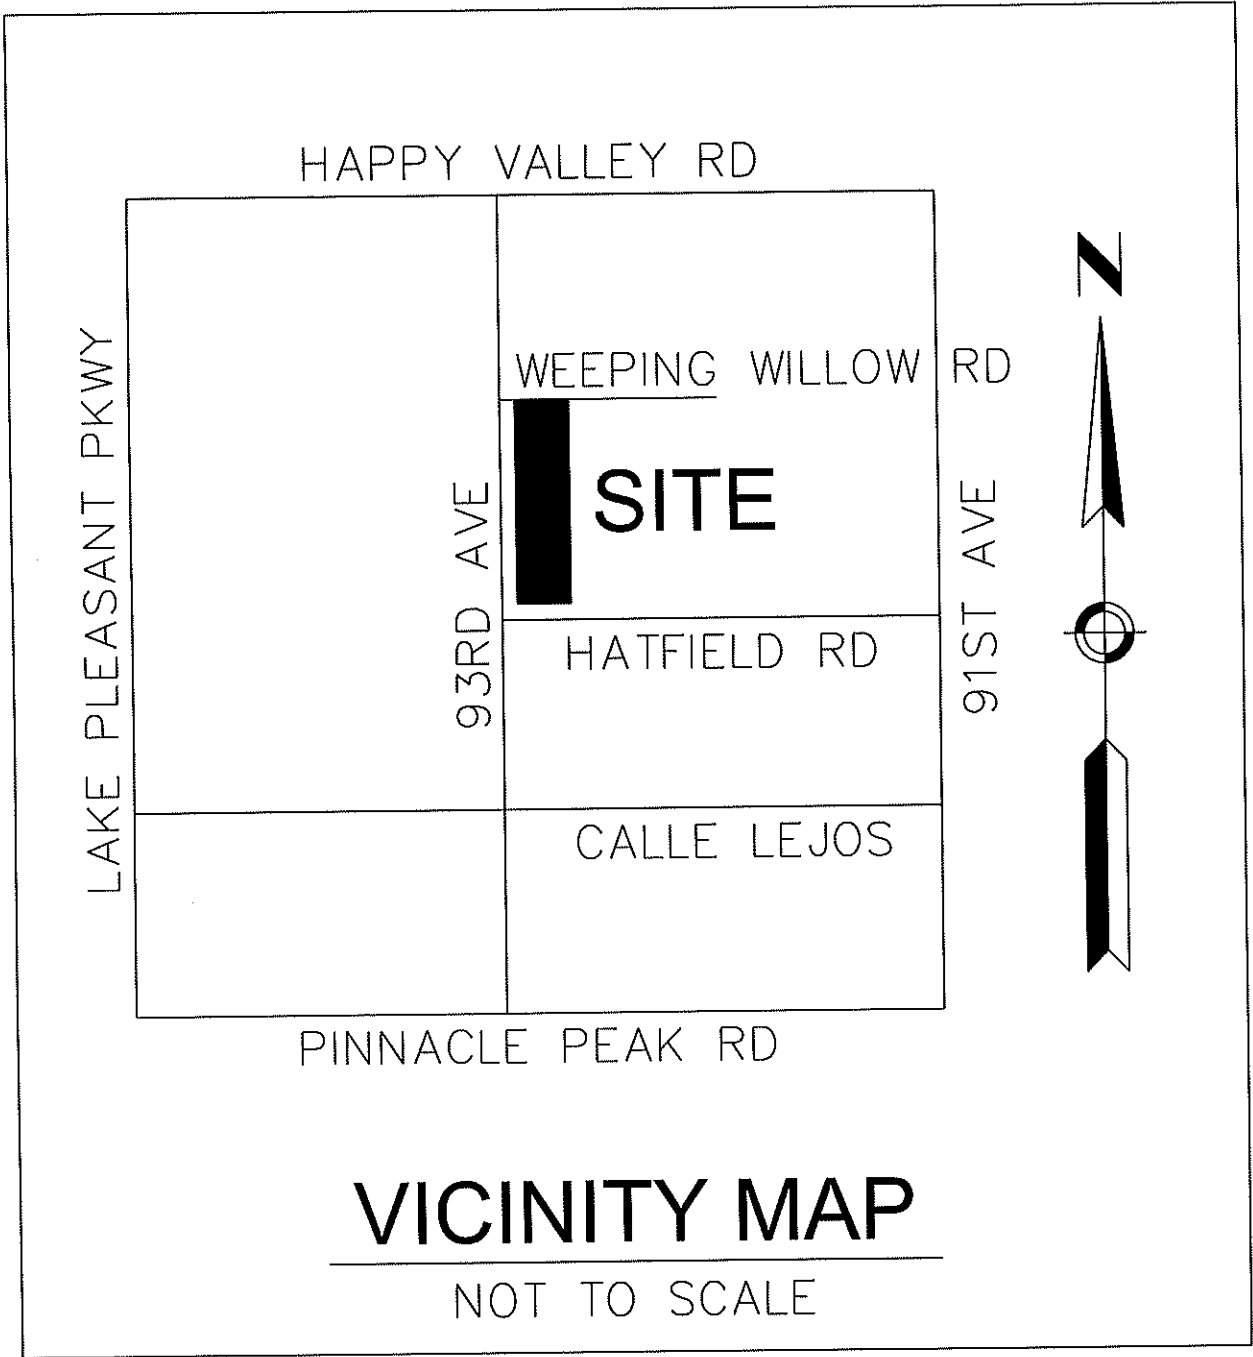 HAPPY VALLEY RD
N
LAKE PLEASANT PKWY
WEEPING WILLOW RD
93RD AVE
SITE
91ST AVE
HATFIELD RD
CALLE LEJOS
PINNACLE PEAK RD
VICINITY MAP
NOT TO SCALE